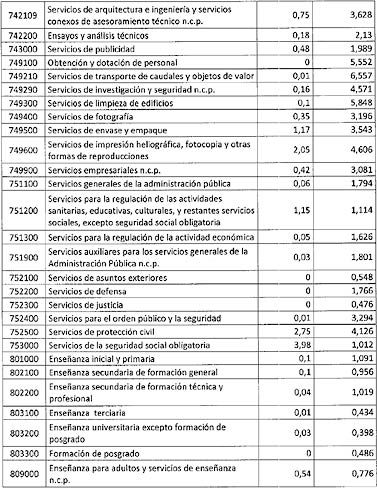 742109 Servicios de arquitectura e ingeniería y servicios conexos de asesoramiento técnico n.c.p. 0,75 3,628
742200 Ensayos y análisis técnicos 0,18 2,13
743000 Servicios de publicidad 0,48 1,989
749100 Obtención y dotación de personal 0 5,552
749210 Servicios de transporte de caudales y objetos de valor 0,01 6,557
749290 Servicios de investigación y seguridad n.c.p. 0,16 4,571
749300 Servicios de limpieza de edificios 0,1 5,848
749400 Servicios de fotografía 0,35 3,196
749500 Servicios de envase y empaque 1,17 3,543
749600 Servicios de impresión heliográfica, fotocopia y otras formas de reproducciones 2,05 4,606
749900 Servicios empresariales n.c.p. 0,42 3,081
751100 Servicios generales de la administración pública 0,06 1,794
751200 Servicios para la regulación de las actividades sanitarias, educativas, culturales, y restantes servicios sociales, excepto seguridad social obligatoria 1,15 1,114
751300 Servicios para la regulación de la actividad económica 0,05 1,626
751900 Servicios auxiliares para los servicios generales de la Administración Pública n.c.p. 0,03 1,801
752100 Servicios de asuntos exteriores 0 0,548
752200 Servicios de defensa 0 1,766
752300 Servicios de justicia 0 0,476
752400 Servicios para el orden público y la seguridad 0,01 3,294
752500 Servicios de protección civil 2,75 4,126
753000 Servicios de la seguridad social obligatoria 3,98 1,012
801000 Enseñanza inicial y primaria 0,1 1,091
802100 Enseñanza secundaria de formación general 0,1 0,956
802200 Enseñanza secundaria de formación técnica y profesional 0,04 1,019
803100 Enseñanza terciaria 0,01 0,434
803200 Enseñanza universitaria excepto formación de posgrado 0,03 0,398
803300 Formación de posgrado 0 0,486
809000 Enseñanza para adultos y servicios de enseñanza n.c.p. 0,54 0,776